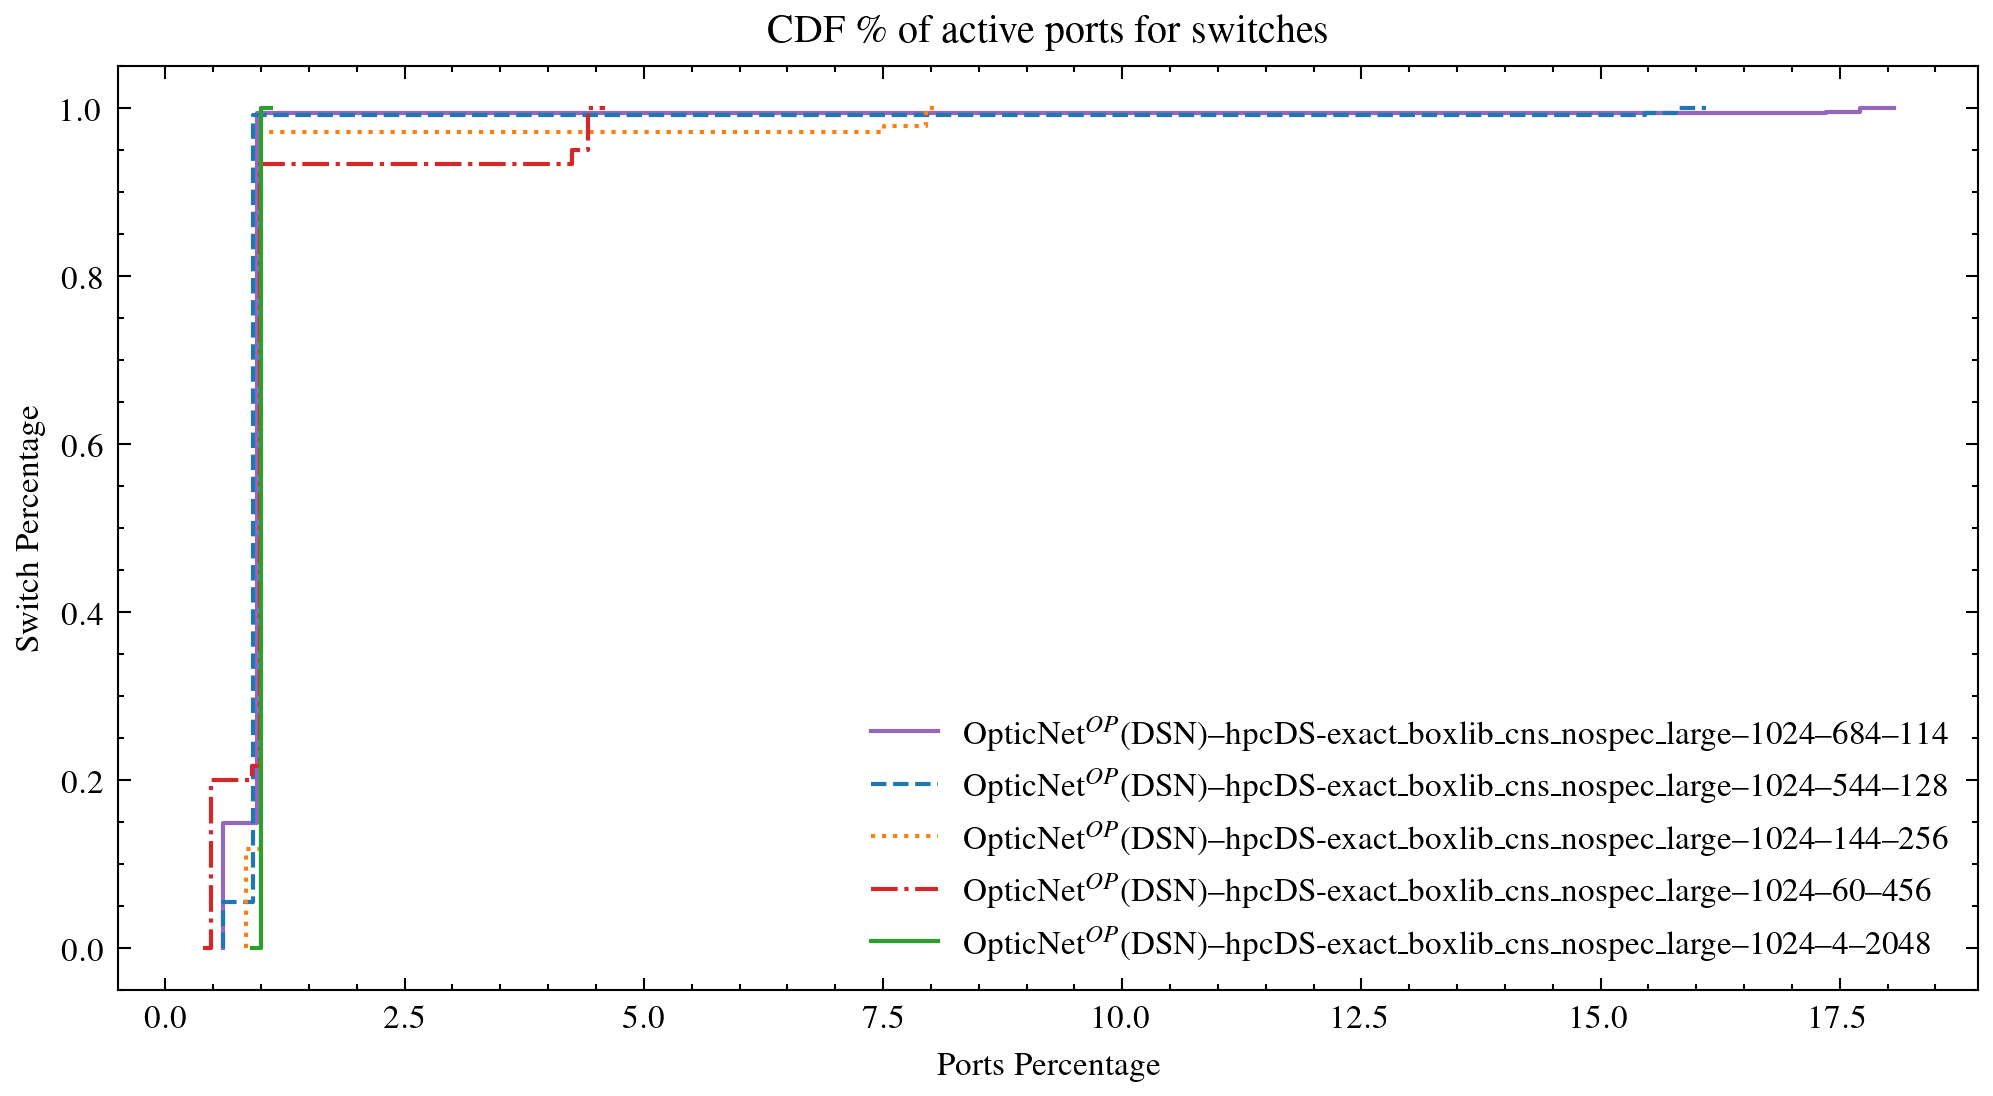 CDF % of active ports for switches
1.0
0.8
0.6
0.4
0.2
0.0
Switch Percentage
OpticNet^OP(DSN)–hpcDS-exact_boxlib_cns_nospec_large–1024–684–114
OpticNet^OP(DSN)–hpcDS-exact_boxlib_cns_nospec_large–1024–544–128
OpticNet^OP(DSN)–hpcDS-exact_boxlib_cns_nospec_large–1024–144–256
OpticNet^OP(DSN)–hpcDS-exact_boxlib_cns_nospec_large–1024–60–456
OpticNet^OP(DSN)–hpcDS-exact_boxlib_cns_nospec_large–1024–4–2048
0.0 2.5 5.0 7.5 10.0 12.5 15.0 17.5
Ports Percentage